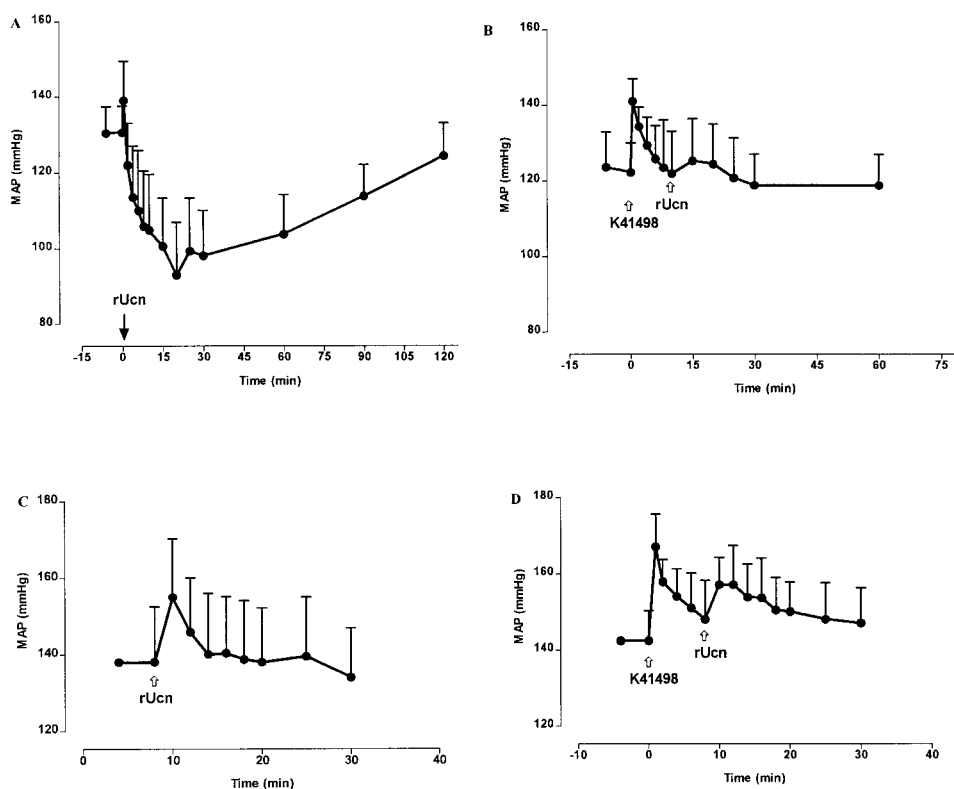 A
160
140
120
100
80
MAP (mmHg)
rUcn
-15 0 15 30 45 60 75 90 105 120
Time (min)
B
160
140
120
100
80
MAP (mmHg)
K41498
rUcn
-15 0 15 30 45 60 75
Time (min)
C
180
160
140
120
MAP (mmHg)
rUcn
0 10 20 30 40
Time (min)
D
180
160
140
120
MAP (mmHg)
K41498
rUcn
-10 0 10 20 30 40
Time (min)